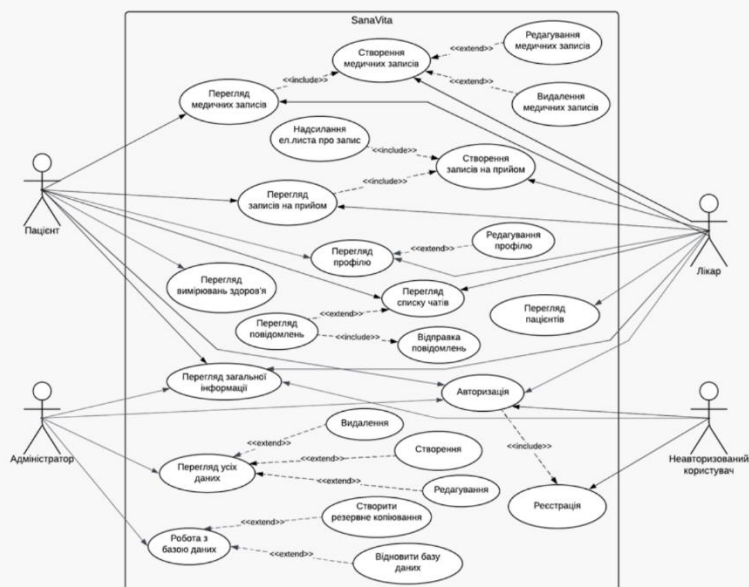 SanaVita
Редагування
медичних записів
<<extend>>
Створення
медичних записів
<<extend>>
<<include>>
Перегляд
медичних записів
Видалення
медичних записів
Надсилання
ел.листа про запис
<<include>>
Створення
записів на прийом
<<include>>
Перегляд
записів на прийом
Пацієнт
Лікар
Перегляд
профілю
<<extend>>
Редагування
профілю
Перегляд
вимірювань здоров'я
Перегляд
списку чатів
<<extend>>
Перегляд
пацієнтів
Перегляд
повідомлень
<<include>>
Відправка
повідомлень
Перегляд загальної
інформації
Авторизація
Адміністратор
Неавторизований
користувач
Видалення
<<extend>>
<<include>>
Перегляд усіх
даних
<<extend>>
Створення
<<extend>>
Редагування
Реєстрація
Створити
резервне копіювання
<<extend>>
Робота з
базою даних
<<extend>>
Відновити базу
даних